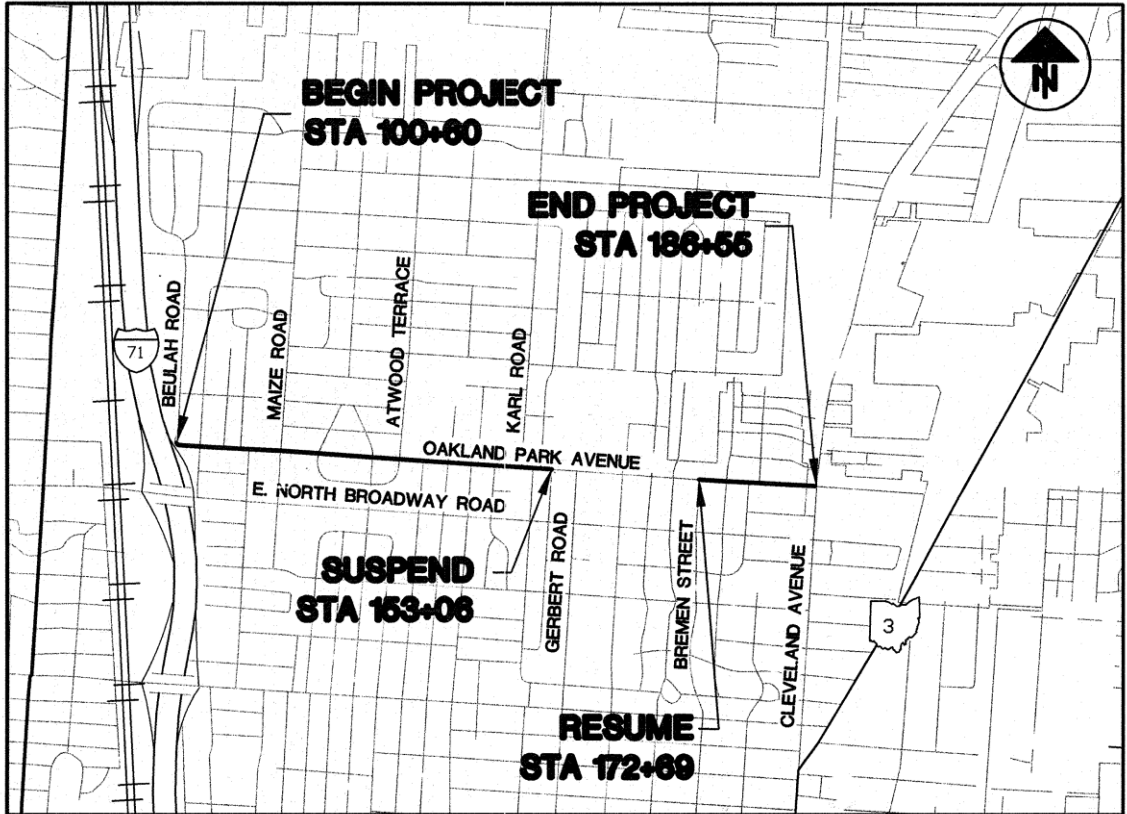 BEGIN PROJECT
STA 100+60
N
END PROJECT
STA 186+55
BEULAH ROAD
MAIZE ROAD
ATWOOD TERRACE
KARL ROAD
71
OAKLAND PARK AVENUE
E. NORTH BROADWAY ROAD
SUSPEND
STA 153+06
GERBERT ROAD
BREMEN STREET
CLEVELAND AVENUE
3
RESUME
STA 172+69